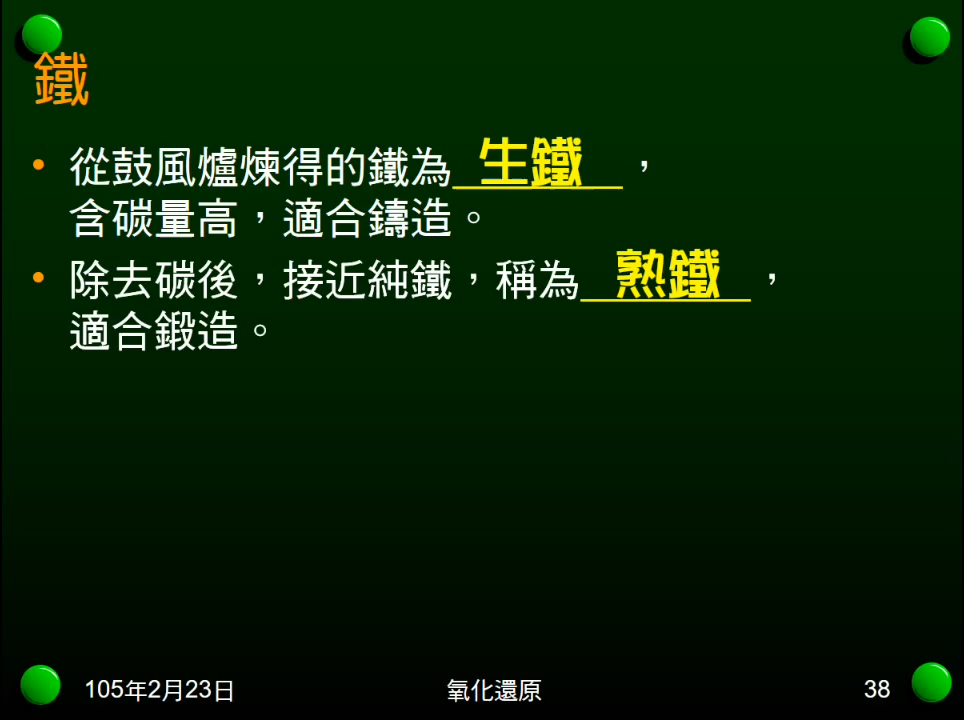 鐵
• 從鼓風爐煉得的鐵為 生鐵 ，
含碳量高，適合鑄造。
• 除去碳後，接近純鐵，稱為 熟鐵 ，
適合鍛造。
105年2月23日
氧化還原
38